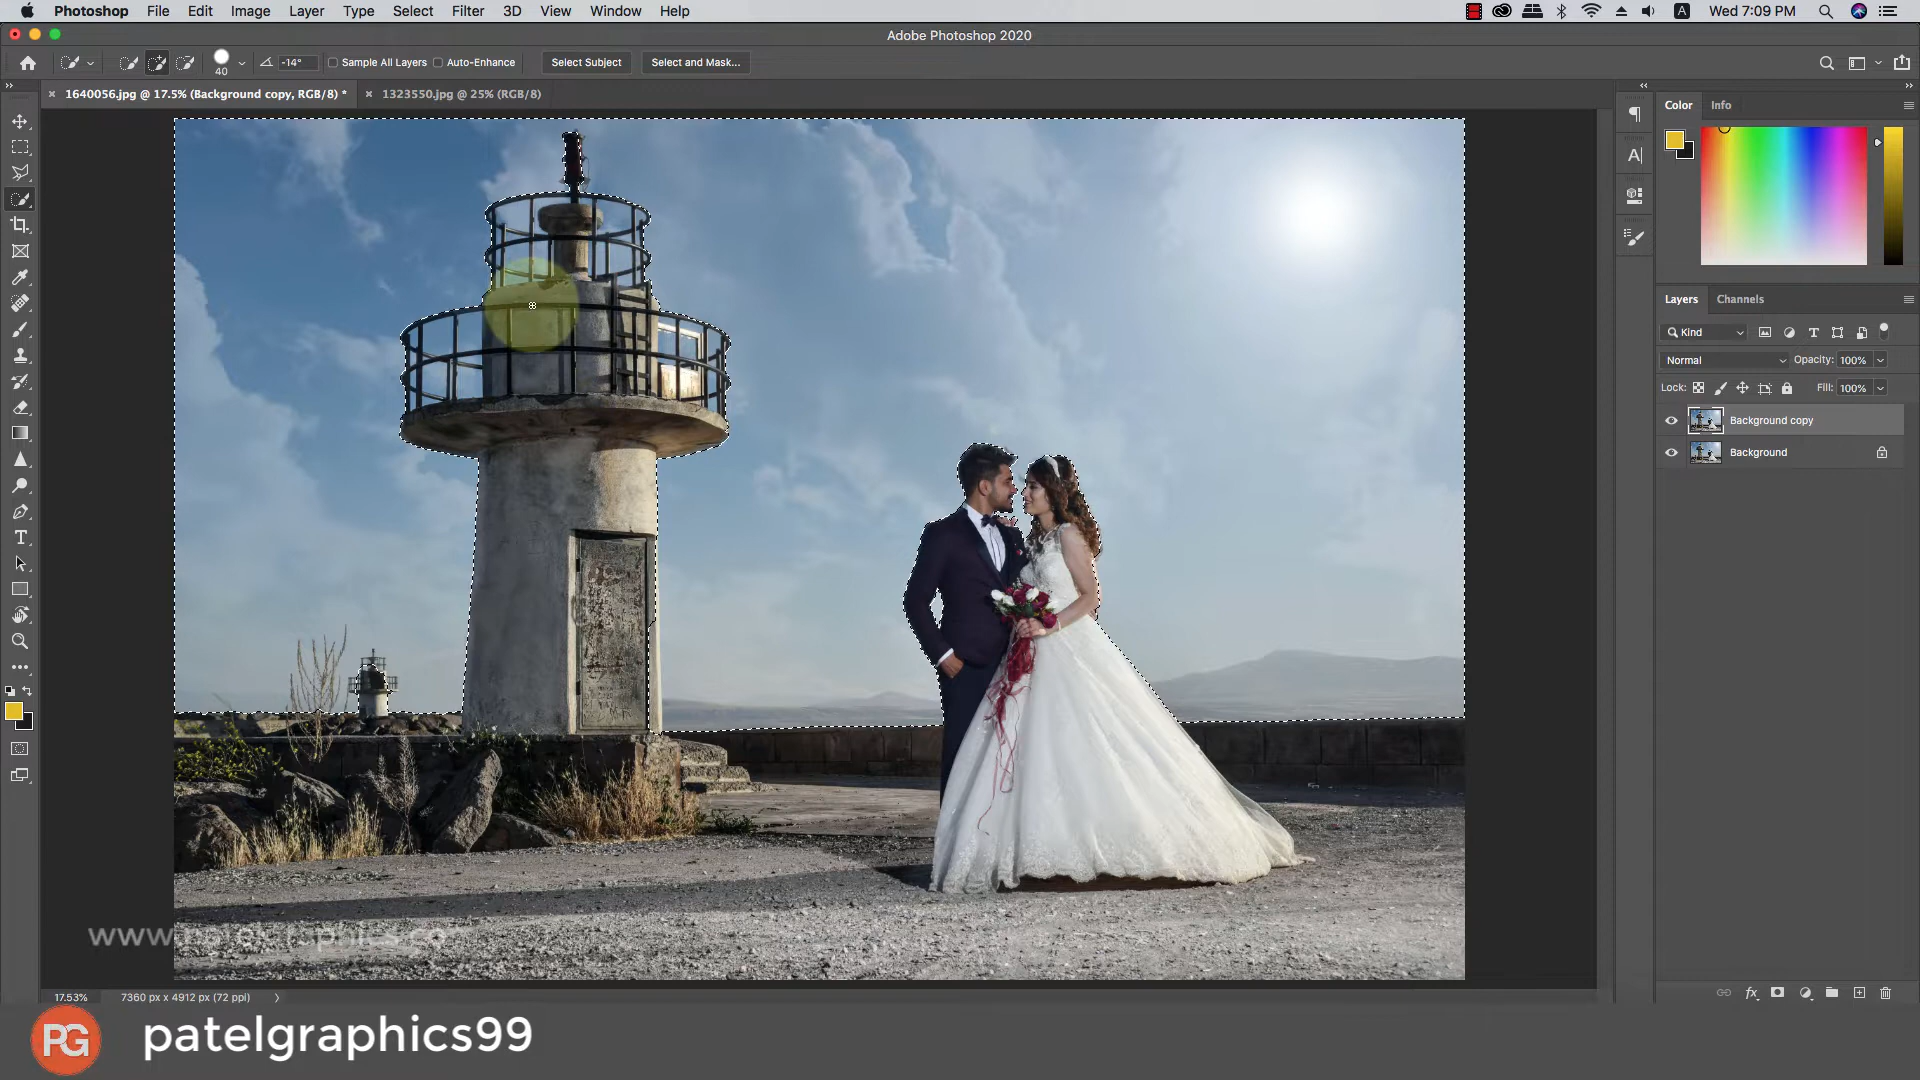 Photoshop File Edit Image Layer Type Select Filter 3D View Window Help A Wed 7:09 PM
Adobe Photoshop 2020
40 -14° Sample All Layers Auto-Enhance Select Subject Select and Mask...
1640056.jpg @ 17.5% (Background copy, RGB/8) * 1323550.jpg @ 25% (RGB/8)
Color Info
Layers Channels
Kind
Normal Opacity: 100%
Lock: Fill: 100%
Background copy
Background
17.53% 7360 px x 4912 px (72 ppi)
PG patelgraphics99